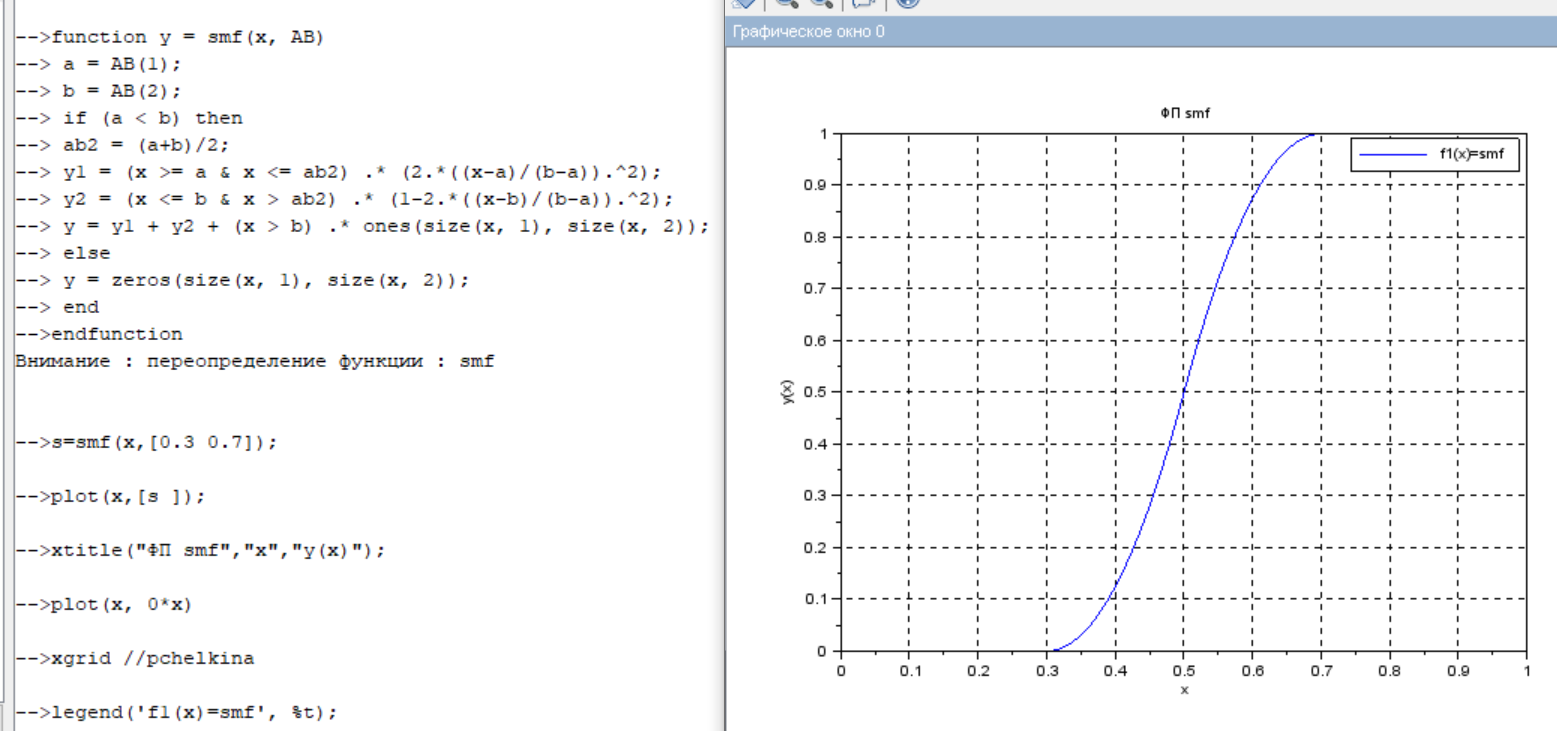 -->function y = smf(x, AB)
--> a = AB(1);
--> b = AB(2);
--> if (a < b) then
--> ab2 = (a+b)/2;
--> y1 = (x >= a & x <= ab2) .* (2.*((x-a)/(b-a)).^2);
--> y2 = (x <= b & x > ab2) .* (1-2.*((x-b)/(b-a)).^2);
--> y = y1 + y2 + (x > b) .* ones(size(x, 1), size(x, 2));
--> else
--> y = zeros(size(x, 1), size(x, 2));
--> end
-->endfunction
Внимание : переопределение функции : smf
-->s=smf(x,[0.3 0.7]);
-->plot(x,[s ]);
-->xtitle("ФП smf","x","y(x)");
-->plot(x, 0*x)
-->xgrid //pchelkina
-->legend('f1(x)=smf', %t);
Графическое окно 0
ФП smf
f1(x)=smf
1
0.9
0.8
0.7
0.6
0.5
0.4
0.3
0.2
0.1
0
y(x)
0 0.1 0.2 0.3 0.4 0.5 0.6 0.7 0.8 0.9 1
x